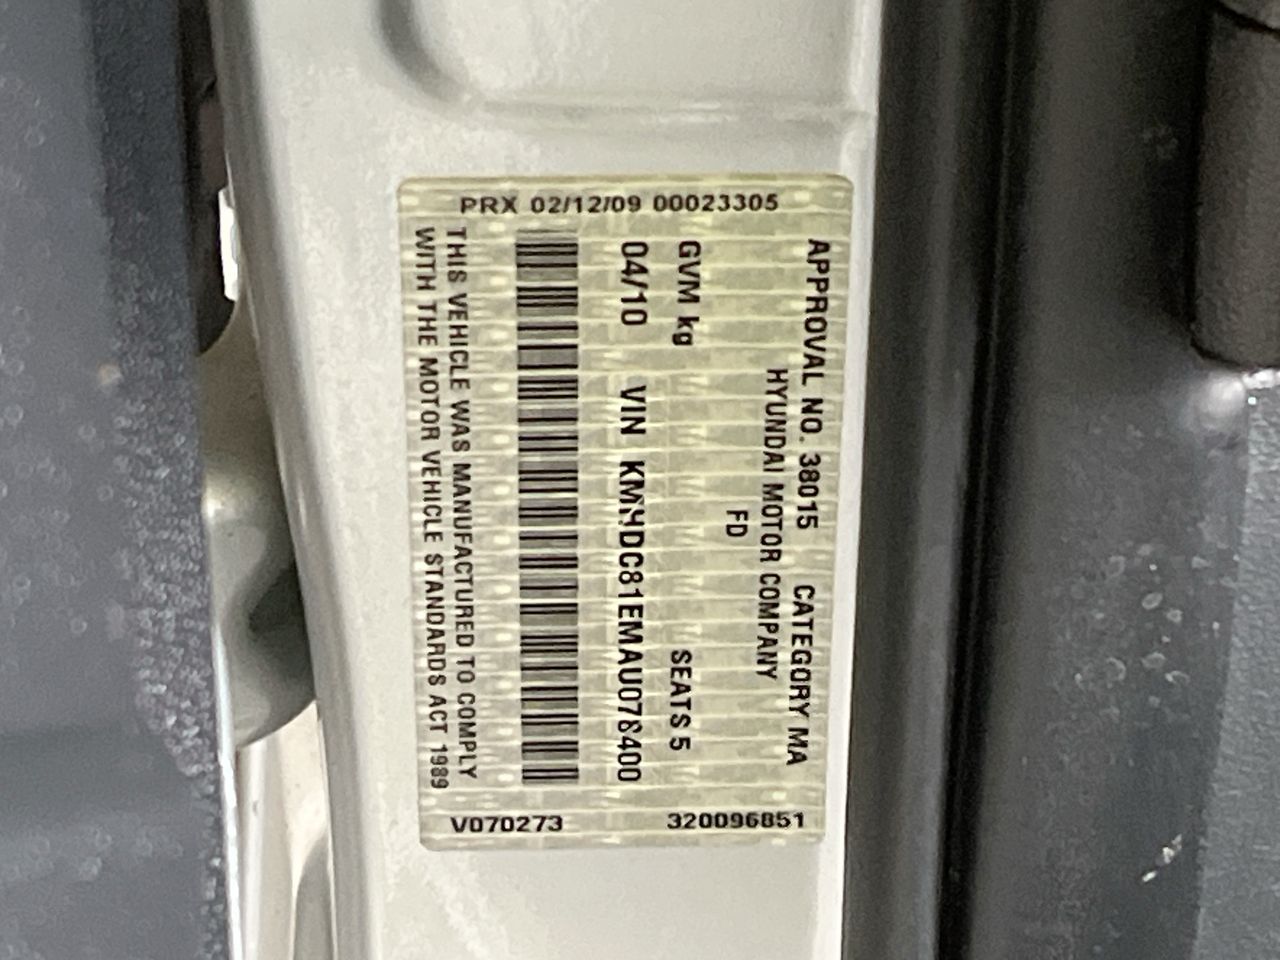 PRX 02/12/09 00023305
APPROVAL NO. 38015 CATEGORY MA
HYUNDAI MOTOR COMPANY
FD
GVM kg SEATS 5
04/10 VIN KMHDC81EMAU078400
THIS VEHICLE WAS MANUFACTURED TO COMPLY
WITH THE MOTOR VEHICLE STANDARDS ACT 1989
V070273 320096851